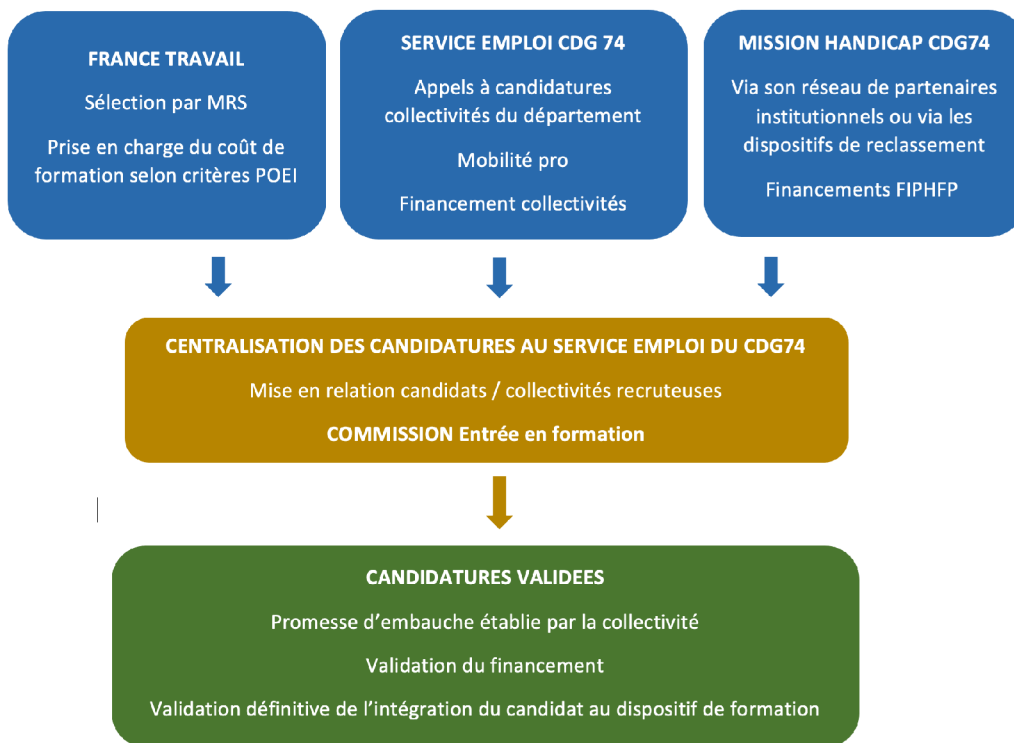 FRANCE TRAVAIL
Sélection par MRS
Prise en charge du coût de
formation selon critères POEI
SERVICE EMPLOI CDG 74
Appels à candidatures
collectivités du département
Mobilité pro
Financement collectivités
MISSION HANDICAP CDG74
Via son réseau de partenaires
institutionnels ou via les
dispositifs de reclassement
Financements FIPHFP
CENTRALISATION DES CANDIDATURES AU SERVICE EMPLOI DU CDG74
Mise en relation candidats / collectivités recruteuses
COMMISSION Entrée en formation
CANDIDATURES VALIDEES
Promesse d’embauche établie par la collectivité
Validation du financement
Validation définitive de l’intégration du candidat au dispositif de formation